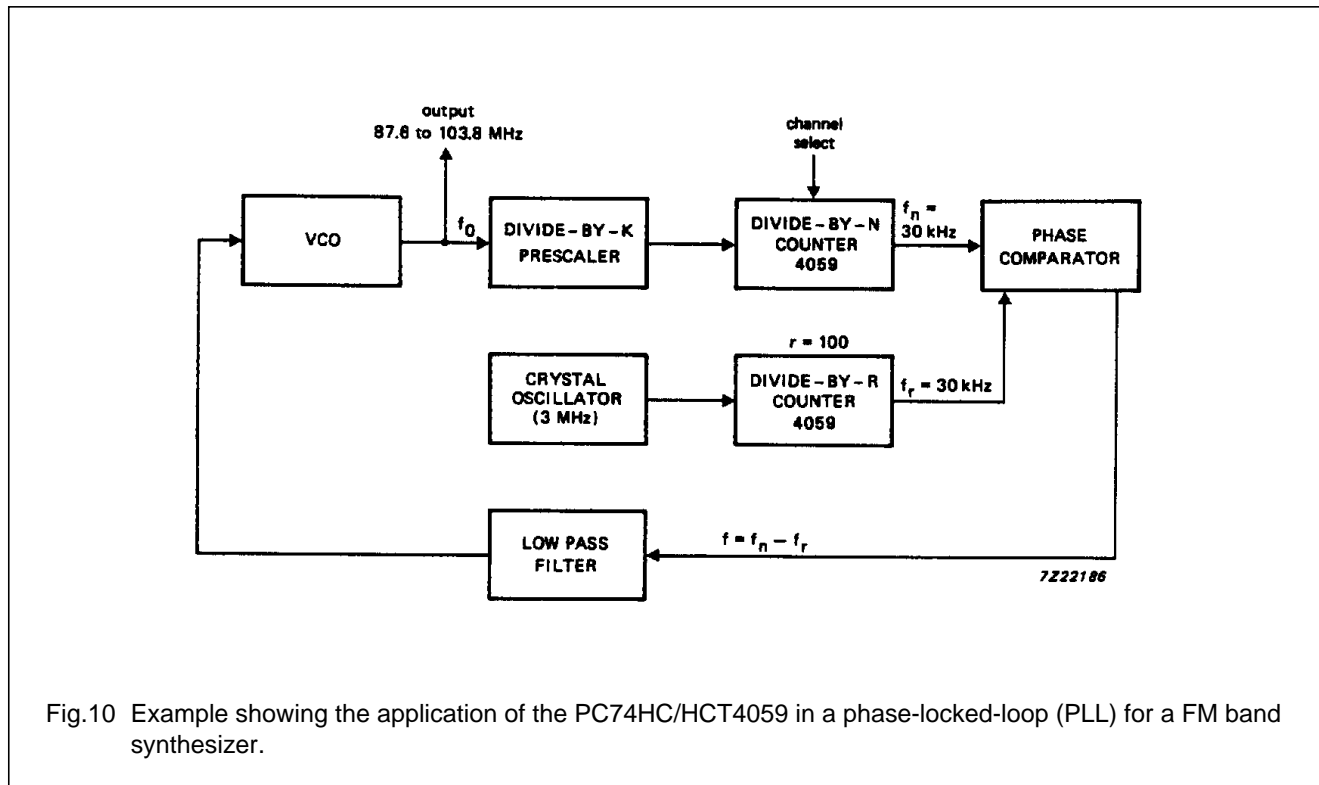 output
87.6 to 103.8 MHz
channel
select
VCO
f0
DIVIDE-BY-K
PRESCALER
DIVIDE-BY-N
COUNTER
4059
fn =
30 kHz
PHASE
COMPARATOR
r = 100
CRYSTAL
OSCILLATOR
(3 MHz)
DIVIDE-BY-R
COUNTER
4059
fr = 30 kHz
LOW PASS
FILTER
f = fn – fr
7Z22186
Fig.10 Example showing the application of the PC74HC/HCT4059 in a phase-locked-loop (PLL) for a FM band
synthesizer.